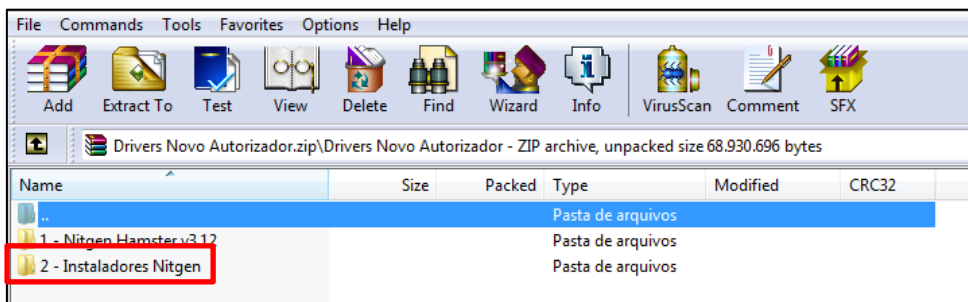 File Commands Tools Favorites Options Help
Add Extract To Test View Delete Find Wizard Info VirusScan Comment SFX
Drivers Novo Autorizador.zip\Drivers Novo Autorizador - ZIP archive, unpacked size 68.930.696 bytes
Name Size Packed Type Modified CRC32
.. Pasta de arquivos
1 - Nitgen Hamster v3.12 Pasta de arquivos
2 - Instaladores Nitgen Pasta de arquivos